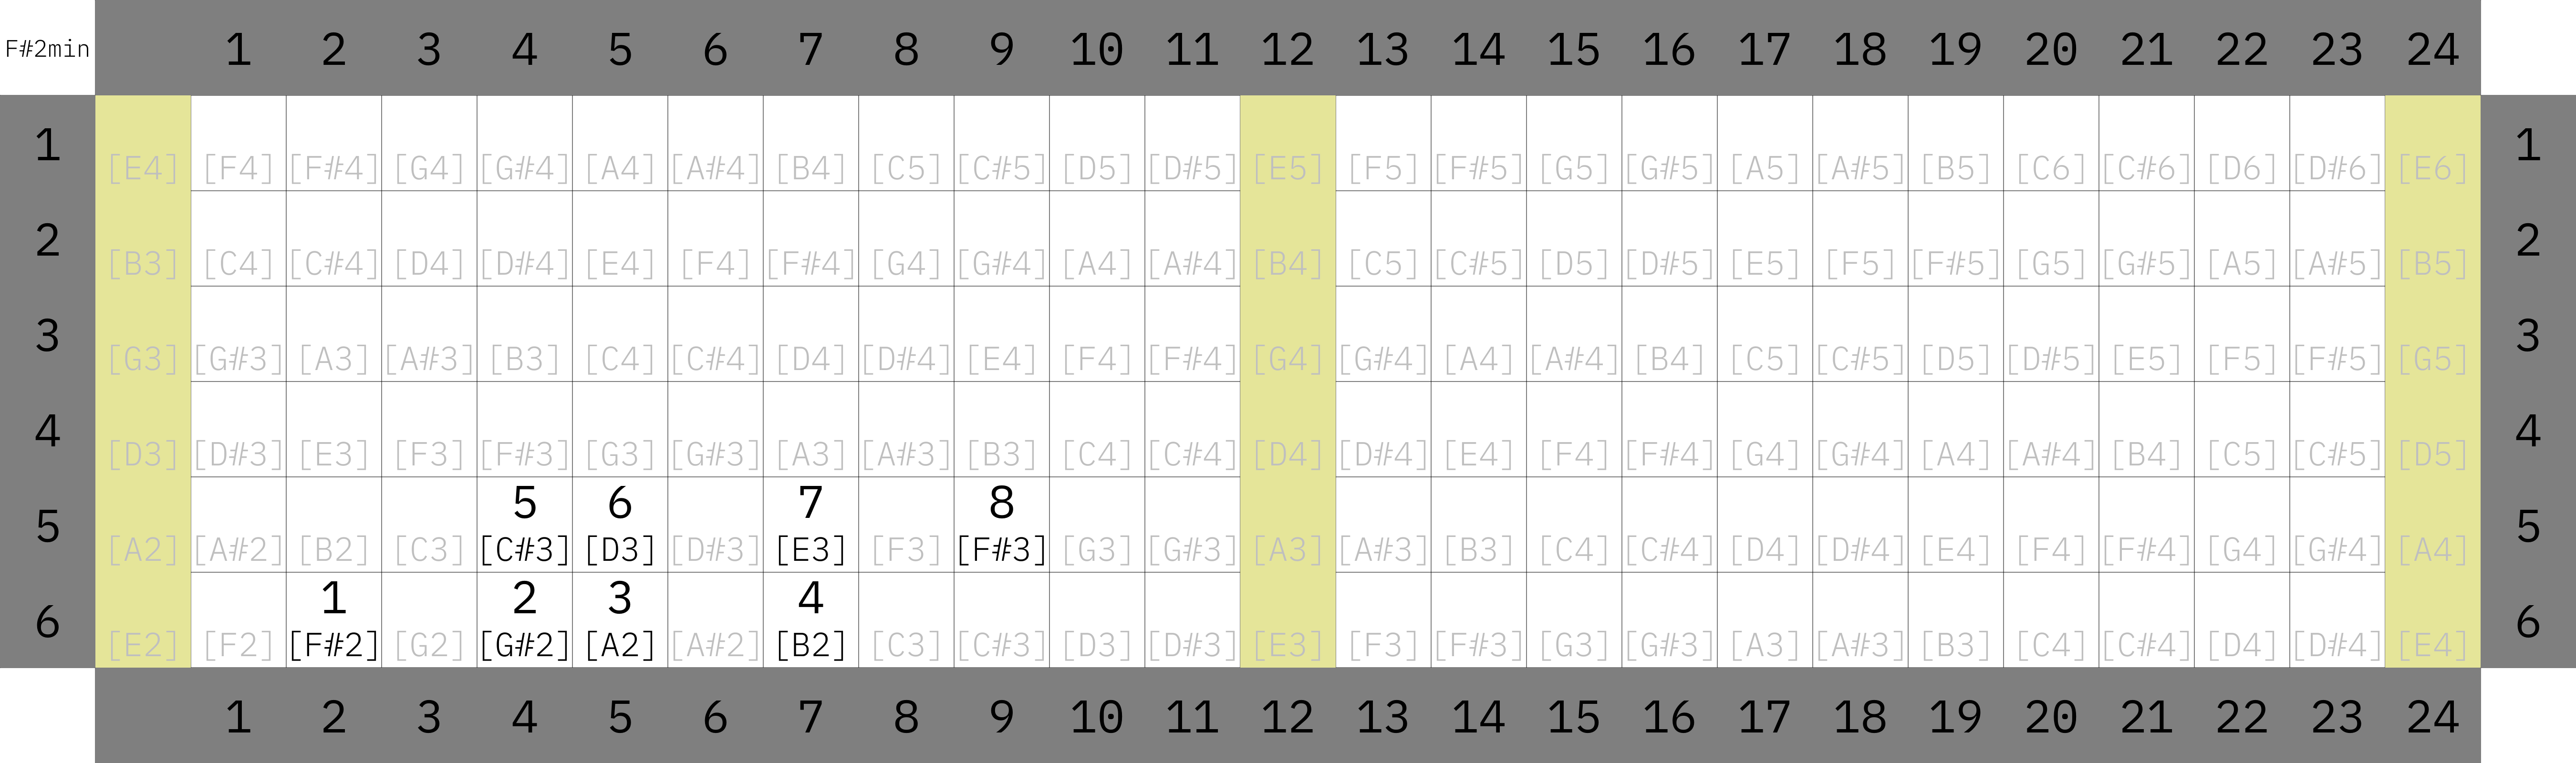 F#2min 1 2 3 4 5 6 7 8 9 10 11 12 13 14 15 16 17 18 19 20 21 22 23 24
1 [E4] [F4] [F#4] [G4] [G#4] [A4] [A#4] [B4] [C5] [C#5] [D5] [D#5] [E5] [F5] [F#5] [G5] [G#5] [A5] [A#5] [B5] [C6] [C#6] [D6] [D#6] [E6] 1
2 [B3] [C4] [C#4] [D4] [D#4] [E4] [F4] [F#4] [G4] [G#4] [A4] [A#4] [B4] [C5] [C#5] [D5] [D#5] [E5] [F5] [F#5] [G5] [G#5] [A5] [A#5] [B5] 2
3 [G3] [G#3] [A3] [A#3] [B3] [C4] [C#4] [D4] [D#4] [E4] [F4] [F#4] [G4] [G#4] [A4] [A#4] [B4] [C5] [C#5] [D5] [D#5] [E5] [F5] [F#5] [G5] 3
4 [D3] [D#3] [E3] [F3] [F#3] [G3] [G#3] [A3] [A#3] [B3] [C4] [C#4] [D4] [D#4] [E4] [F4] [F#4] [G4] [G#4] [A4] [A#4] [B4] [C5] [C#5] [D5] 4
5 6 7 8
5 [A2] [A#2] [B2] [C3] [C#3] [D3] [D#3] [E3] [F3] [F#3] [G3] [G#3] [A3] [A#3] [B3] [C4] [C#4] [D4] [D#4] [E4] [F4] [F#4] [G4] [G#4] [A4] 5
1 2 3 4
6 [E2] [F2] [F#2] [G2] [G#2] [A2] [A#2] [B2] [C3] [C#3] [D3] [D#3] [E3] [F3] [F#3] [G3] [G#3] [A3] [A#3] [B3] [C4] [C#4] [D4] [D#4] [E4] 6
1 2 3 4 5 6 7 8 9 10 11 12 13 14 15 16 17 18 19 20 21 22 23 24